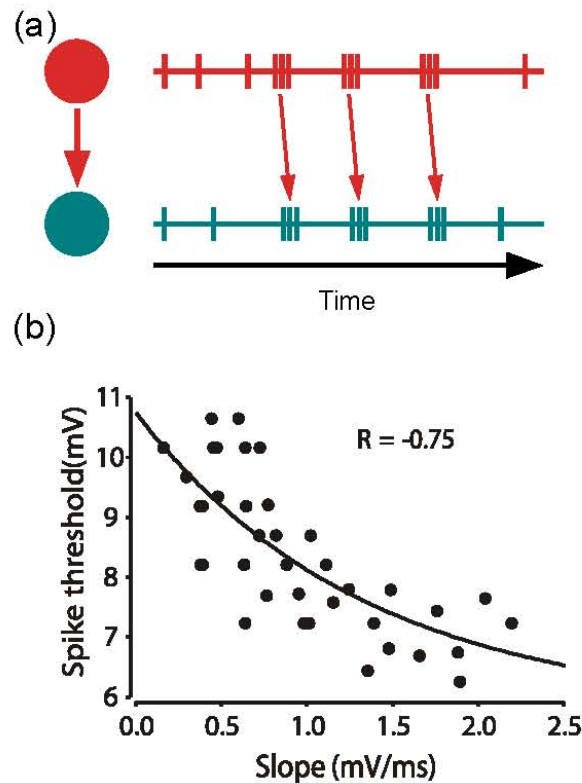 (a)
Time
(b)
Spike threshold(mV)
11
10
9
8
7
6
R = -0.75
0.0 0.5 1.0 1.5 2.0 2.5
Slope (mV/ms)